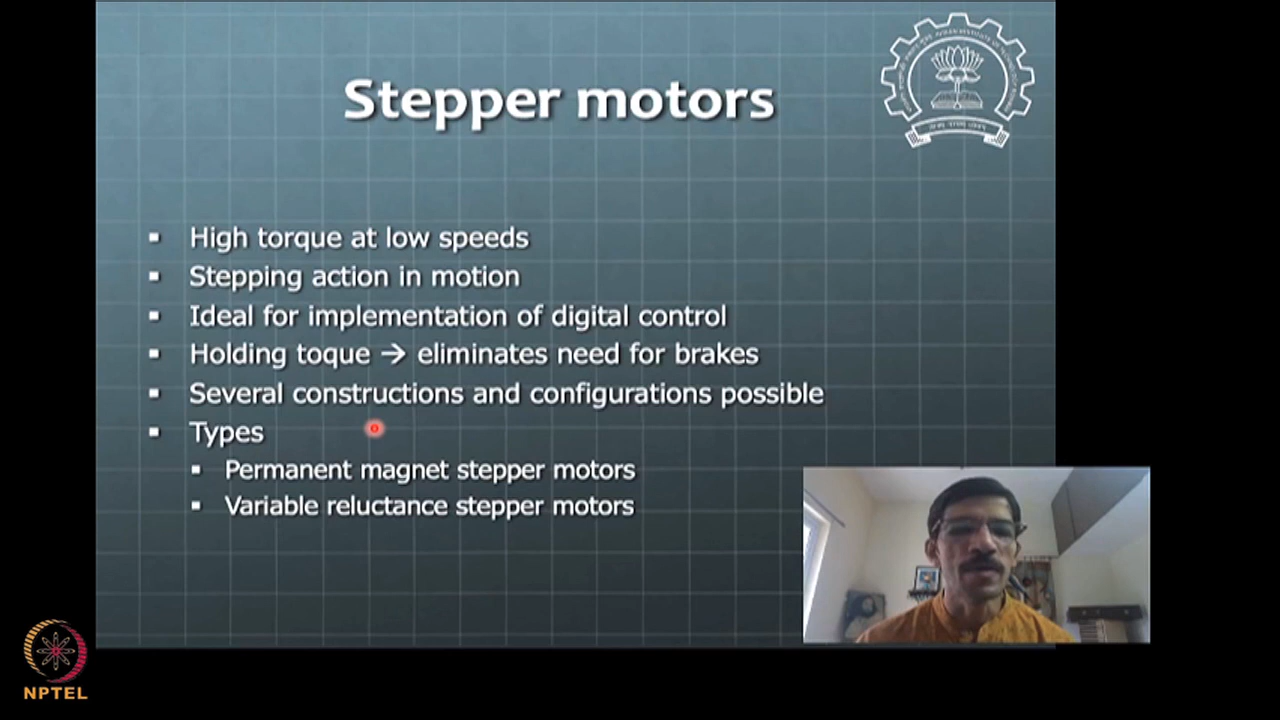 Stepper motors
High torque at low speeds
Stepping action in motion
Ideal for implementation of digital control
Holding toque → eliminates need for brakes
Several constructions and configurations possible
Types
Permanent magnet stepper motors
Variable reluctance stepper motors
NPTEL